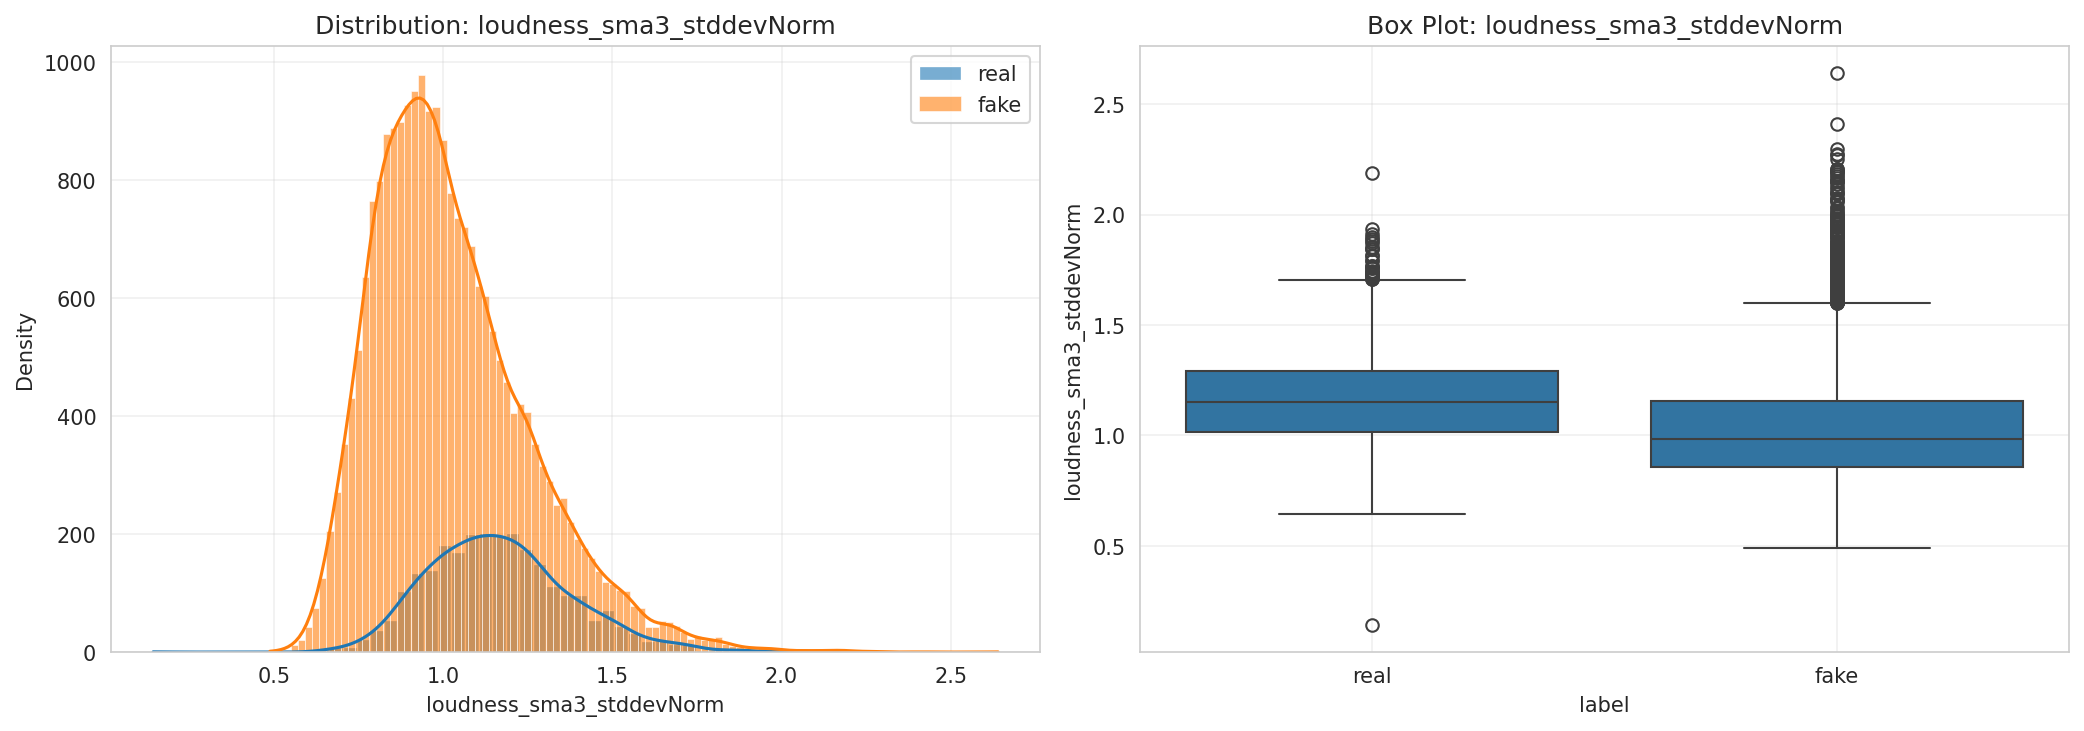 Distribution: loudness_sma3_stddevNorm
real
fake
Density
1000
800
600
400
200
0
0.5
1.0
1.5
2.0
2.5
loudness_sma3_stddevNorm
Box Plot: loudness_sma3_stddevNorm
loudness_sma3_stddevNorm
2.5
2.0
1.5
1.0
0.5
real
fake
label